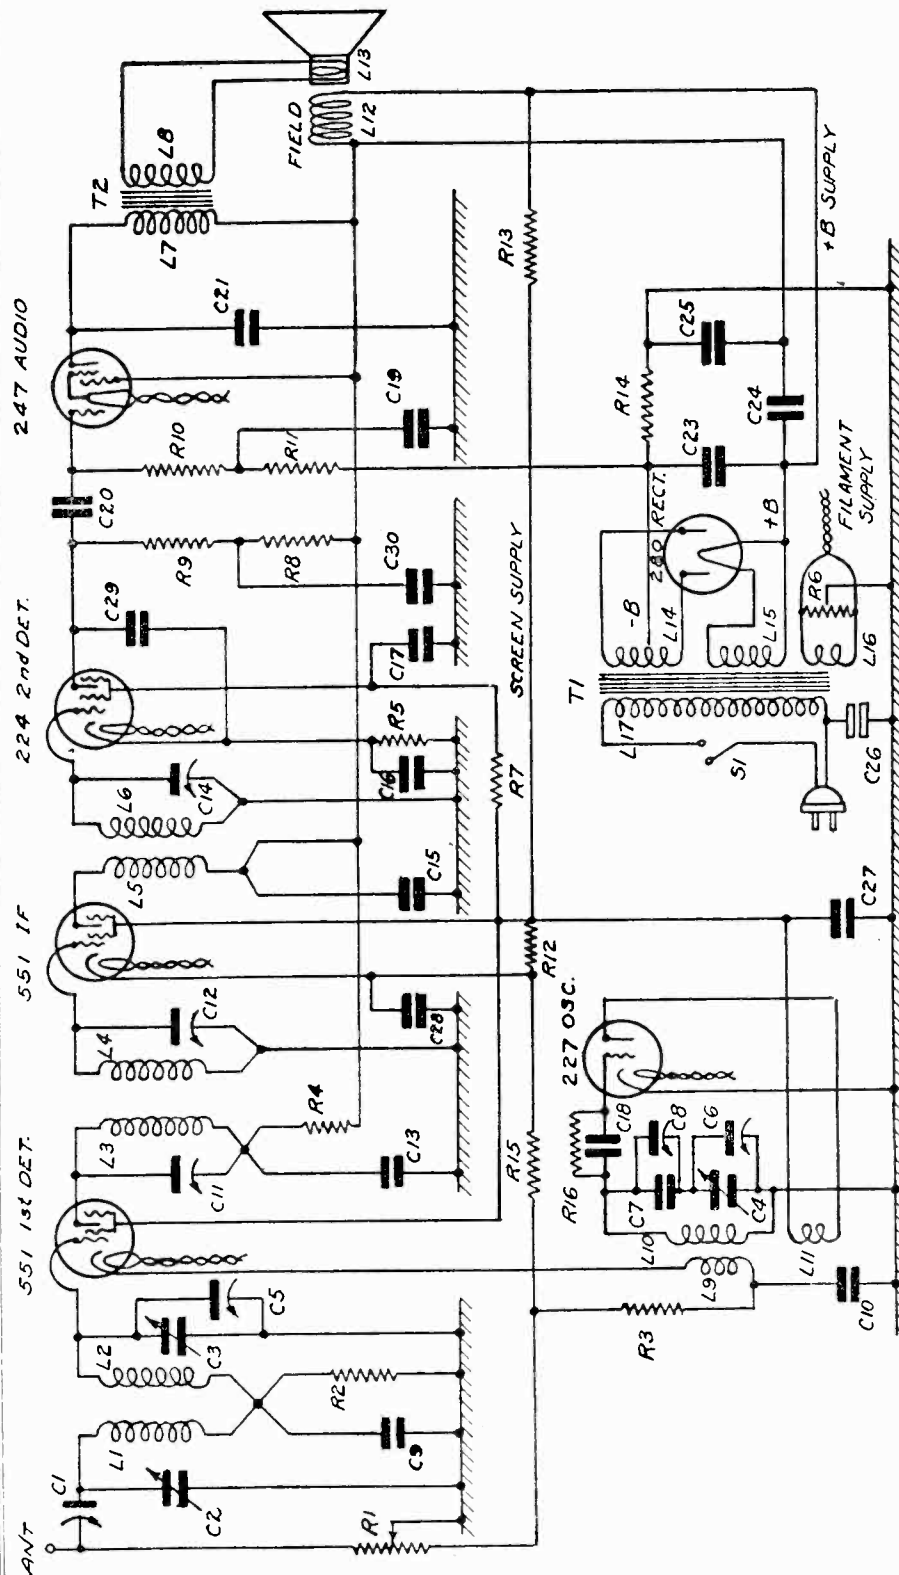 ANT
551 1st DET.
551 IF
224 2nd DET.
247 AUDIO
C1
L1
C2
R1
L2
C3
C5
R2
C9
L3
C11
R4
C13
L4
C12
C28
L5
C15
L6
C14
C16
R5
C17
C29
R9
R8
C30
C20
R10
R11
C19
C21
T2
L7
L8
FIELD
L12
L13
R15
R12
R7
SCREEN SUPPLY
R13
227 OSC.
R3
L9
C10
L10
L11
R16
C18
C7
C8
C4
C6
C27
T1
L17
S1
C26
-B
L14
280 RECT.
L15
+B
L16
R6
FILAMENT
SUPPLY
R14
C23
C24
C25
+B SUPPLY